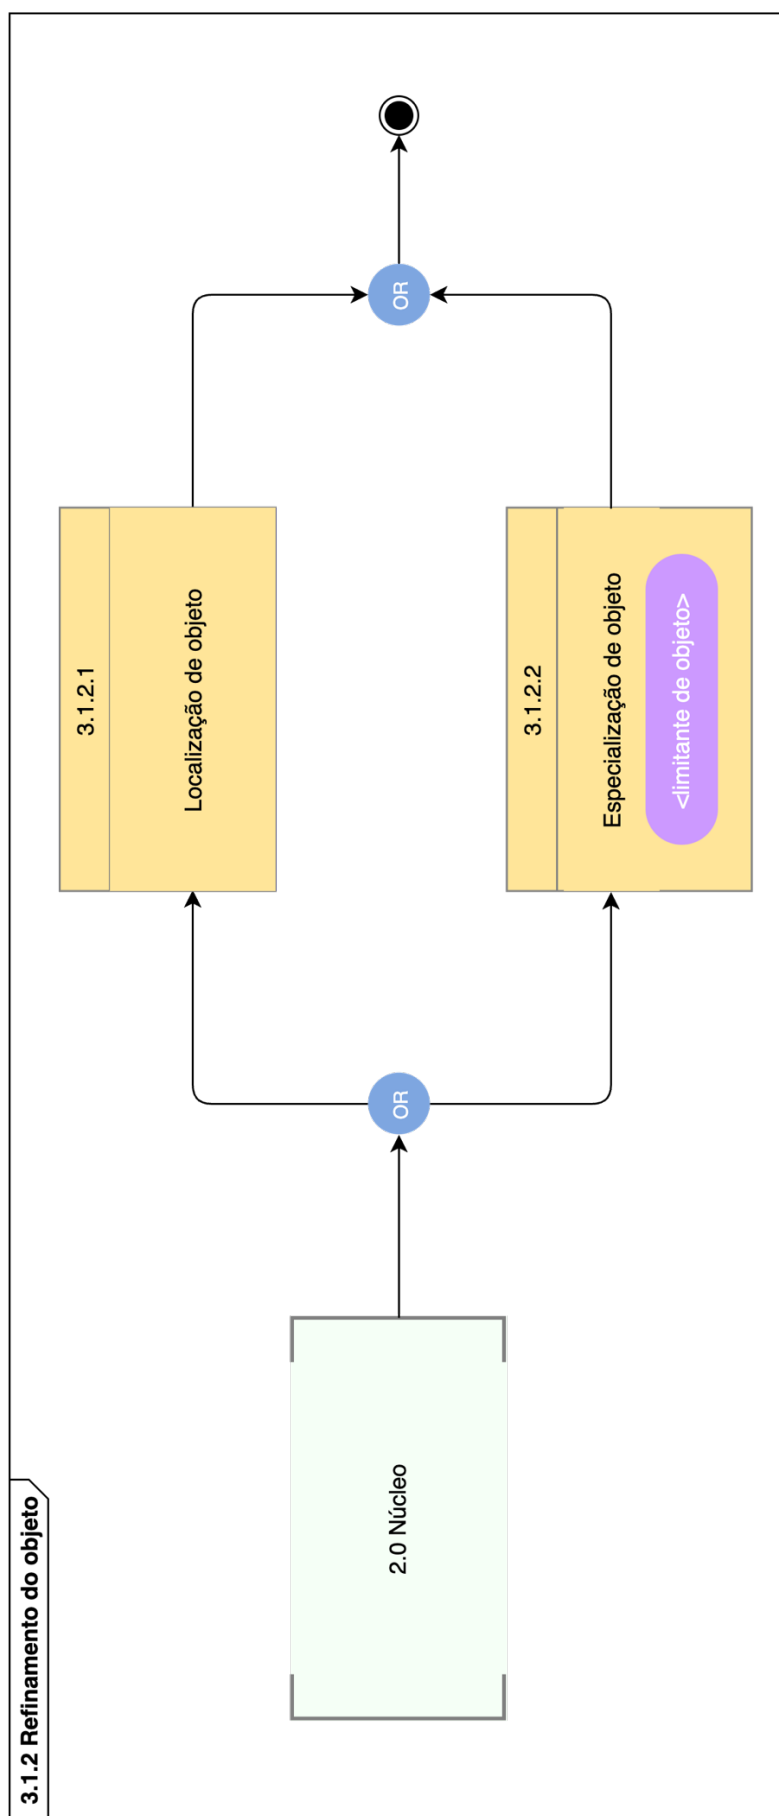 3.1.2 Refinamento do objeto
2.0 Núcleo
OR
3.1.2.1
Localização de objeto
3.1.2.2
Especialização de objeto
<limitante de objeto>
OR